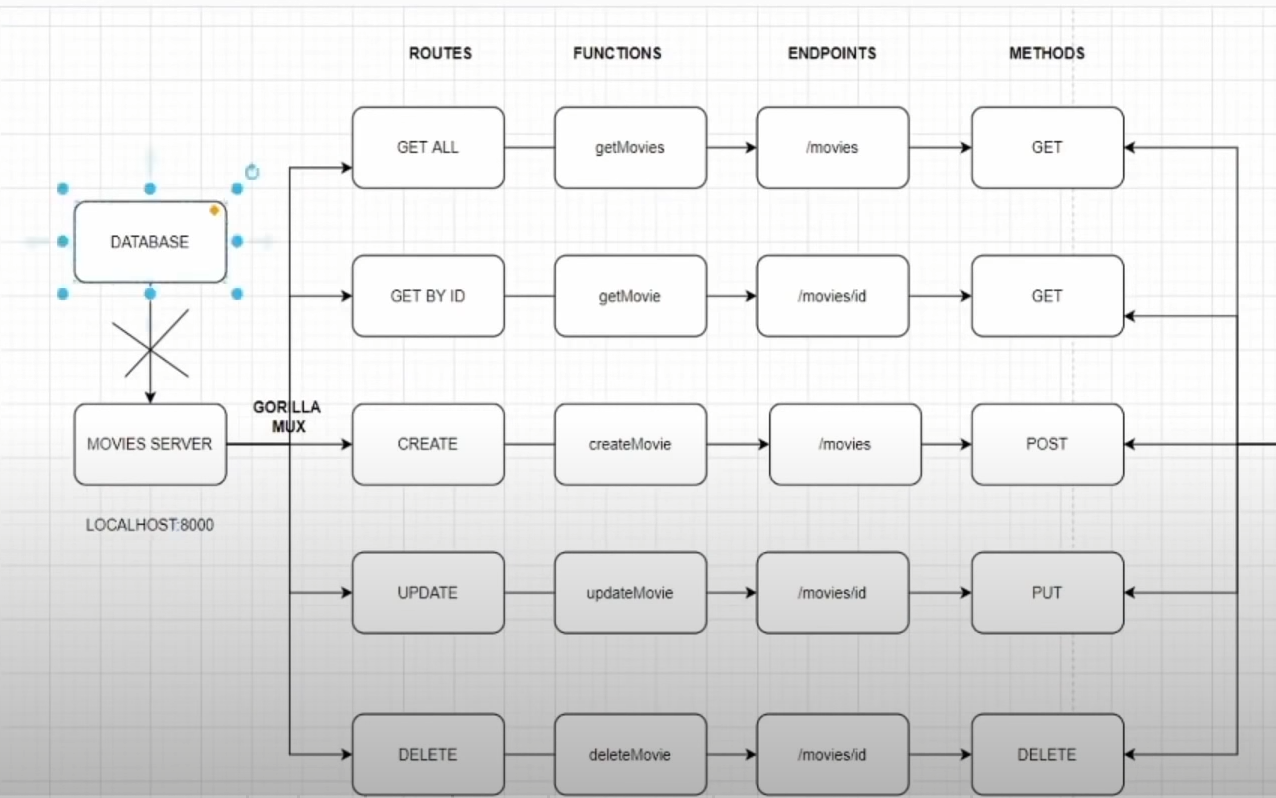 ROUTES
FUNCTIONS
ENDPOINTS
METHODS
GET ALL
getMovies
/movies
GET
DATABASE
GET BY ID
getMovie
/movies/id
GET
GORILLA
MUX
MOVIES SERVER
CREATE
createMovie
/movies
POST
LOCALHOST:8000
UPDATE
updateMovie
/movies/id
PUT
DELETE
deleteMovie
/movies/id
DELETE